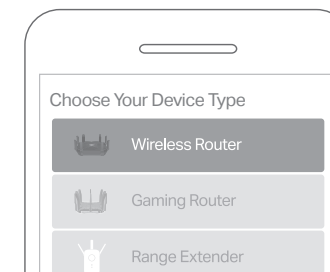 Choose Your Device Type
Wireless Router
Gaming Router
Range Extender